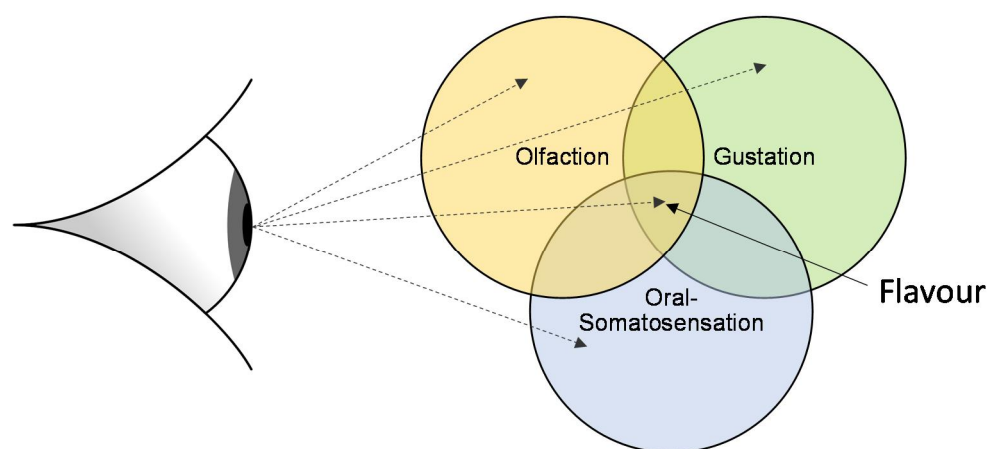 Olfaction
Gustation
Oral-
Somatosensation
Flavour